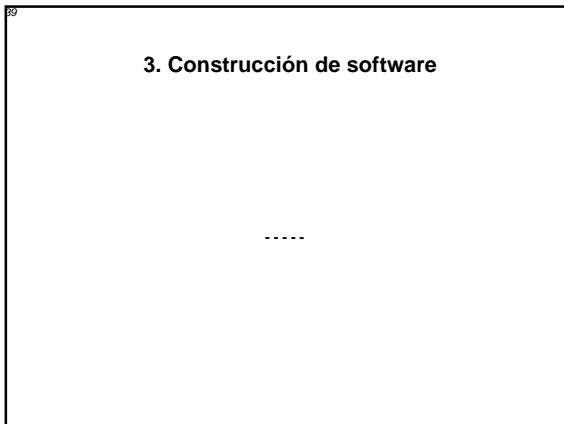 39
3. Construcción de software
-----